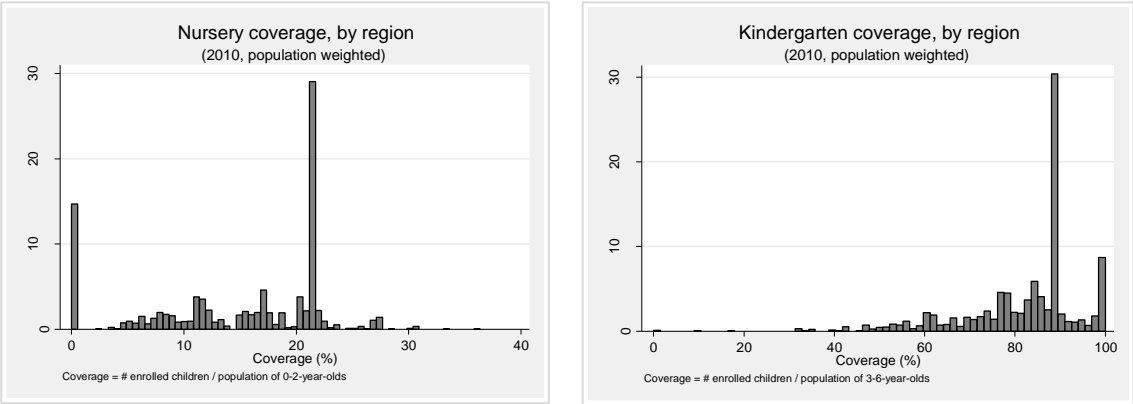 Nursery coverage, by region
(2010, population weighted)
30
20
10
0
0 10 20 30 40
Coverage (%)
Coverage = # enrolled children / population of 0-2-year-olds
Kindergarten coverage, by region
(2010, population weighted)
30
20
10
0
0 20 40 60 80 100
Coverage (%)
Coverage = # enrolled children / population of 3-6-year-olds